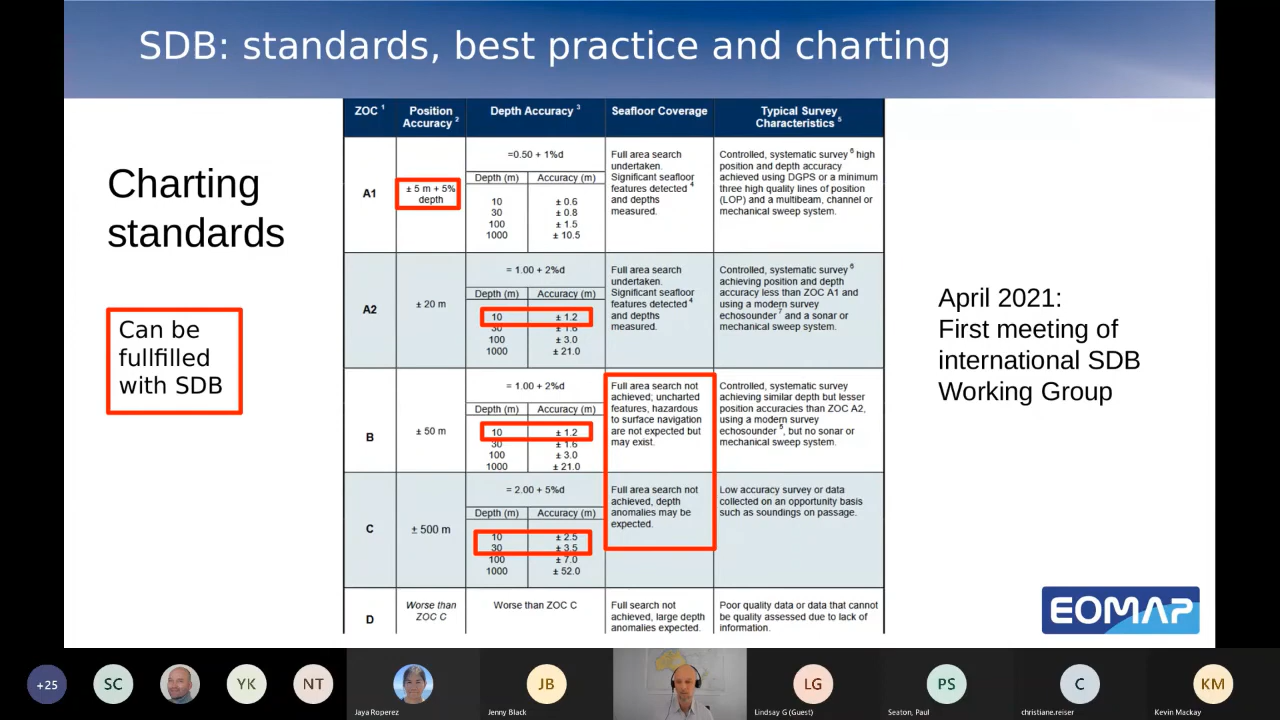 SDB: standards, best practice and charting
Charting
standards
Can be
fullfilled
with SDB
ZOC 1
Position
Accuracy 2
Depth Accuracy 3
Seafloor Coverage
Typical Survey
Characteristics 5
A1
± 5 m + 5%
depth
=0.50 + 1%d
Depth (m) Accuracy (m)
10 ± 0.6
30 ± 0.8
100 ± 1.5
1000 ± 10.5
Full area search
undertaken.
Significant seafloor
features detected 4
and depths
measured.
Controlled, systematic survey 6 high
position and depth accuracy
achieved using DGPS or a minimum
three high quality lines of position
(LOP) and a multibeam, channel or
mechanical sweep system.
A2
± 20 m
= 1.00 + 2%d
Depth (m) Accuracy (m)
10 ± 1.2
30 ± 1.6
100 ± 3.0
1000 ± 21.0
Full area search
undertaken.
Significant seafloor
features detected 4
and depths
measured.
Controlled, systematic survey 6
achieving position and depth
accuracy less than ZOC A1 and
using a modern survey
echosounder 7 and a sonar or
mechanical sweep system.
B
± 50 m
= 1.00 + 2%d
Depth (m) Accuracy (m)
10 ± 1.2
30 ± 1.6
100 ± 3.0
1000 ± 21.0
Full area search not
achieved; uncharted
features, hazardous
to surface navigation
are not expected but
may exist.
Controlled, systematic survey
achieving similar depth but lesser
position accuracies than ZOC A2,
using a modern survey
echosounder 5, but no sonar or
mechanical sweep system.
C
± 500 m
= 2.00 + 5%d
Depth (m) Accuracy (m)
10 ± 2.5
30 ± 3.5
100 ± 7.0
1000 ± 52.0
Full area search not
achieved, depth
anomalies may be
expected.
Low accuracy survey or data
collected on an opportunity basis
such as soundings on passage.
D
Worse than
ZOC C
Worse than ZOC C
Full search not
achieved, large depth
anomalies expected.
Poor quality data or data that cannot
be quality assessed due to lack of
information.
April 2021:
First meeting of
international SDB
Working Group
EOMAP
+25
SC
YK
NT
Jaya Roperez
JB
Jenny Black
LG
Lindsay G (Guest)
PS
Seaton, Paul
C
christiane.reiser
KM
Kevin Mackay